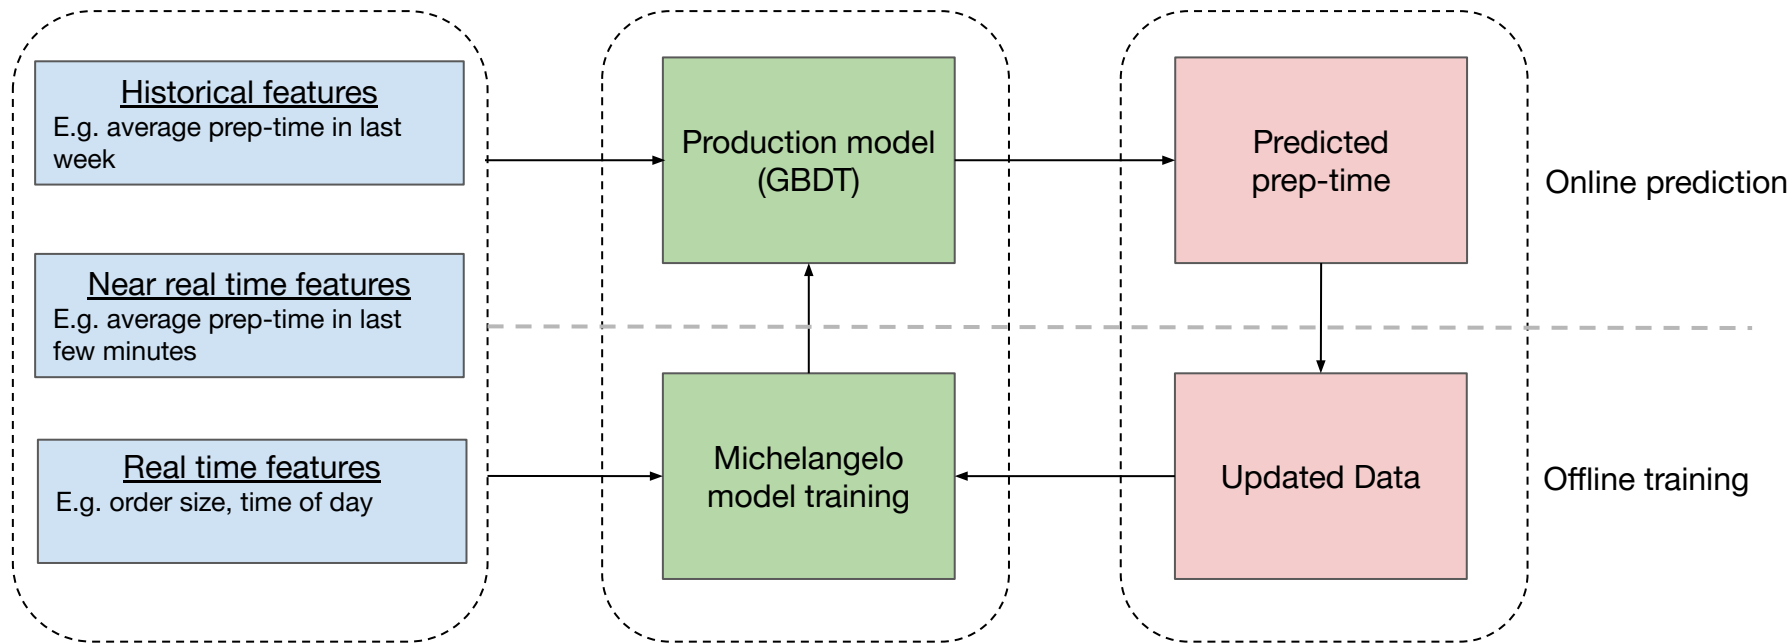 Historical features
E.g. average prep-time in last
week
Near real time features
E.g. average prep-time in last
few minutes
Real time features
E.g. order size, time of day
Production model
(GBDT)
Michelangelo
model training
Predicted
prep-time
Updated Data
Online prediction
Offline training